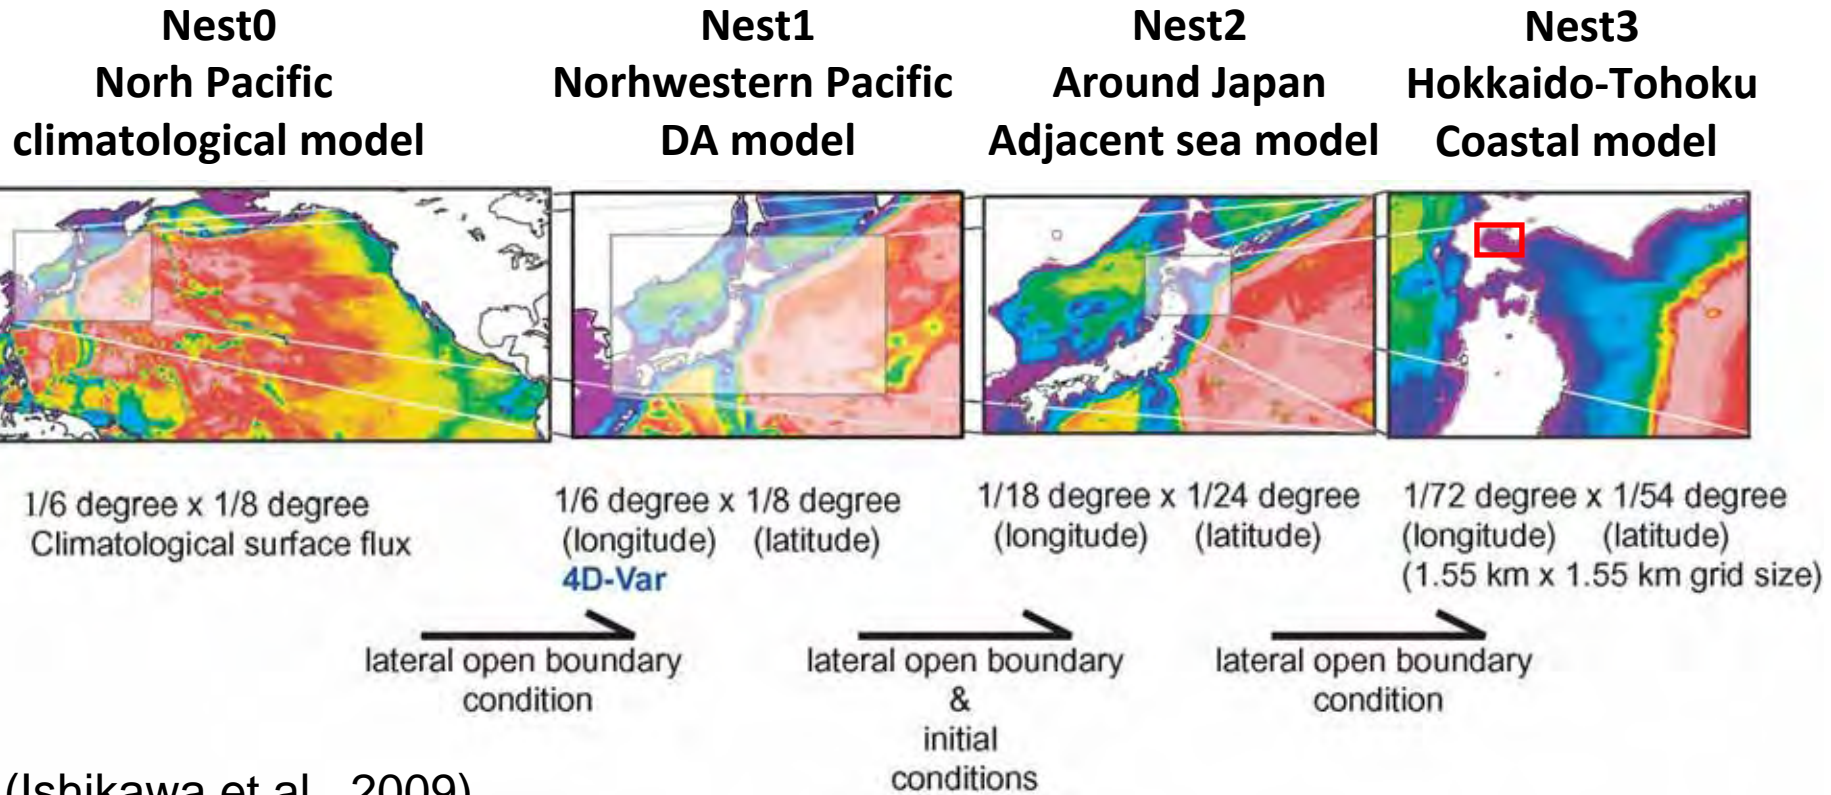 Nest0
Norh Pacific
climatological model
Nest1
Norhwestern Pacific
DA model
Nest2
Around Japan
Adjacent sea model
Nest3
Hokkaido-Tohoku
Coastal model
1/6 degree x 1/8 degree
Climatological surface flux
1/6 degree x 1/8 degree
(longitude) (latitude)
4D-Var
1/18 degree x 1/24 degree
(longitude) (latitude)
1/72 degree x 1/54 degree
(longitude) (latitude)
(1.55 km x 1.55 km grid size)
lateral open boundary
condition
lateral open boundary
&
initial
conditions
lateral open boundary
condition
(Ishikawa et al., 2009)